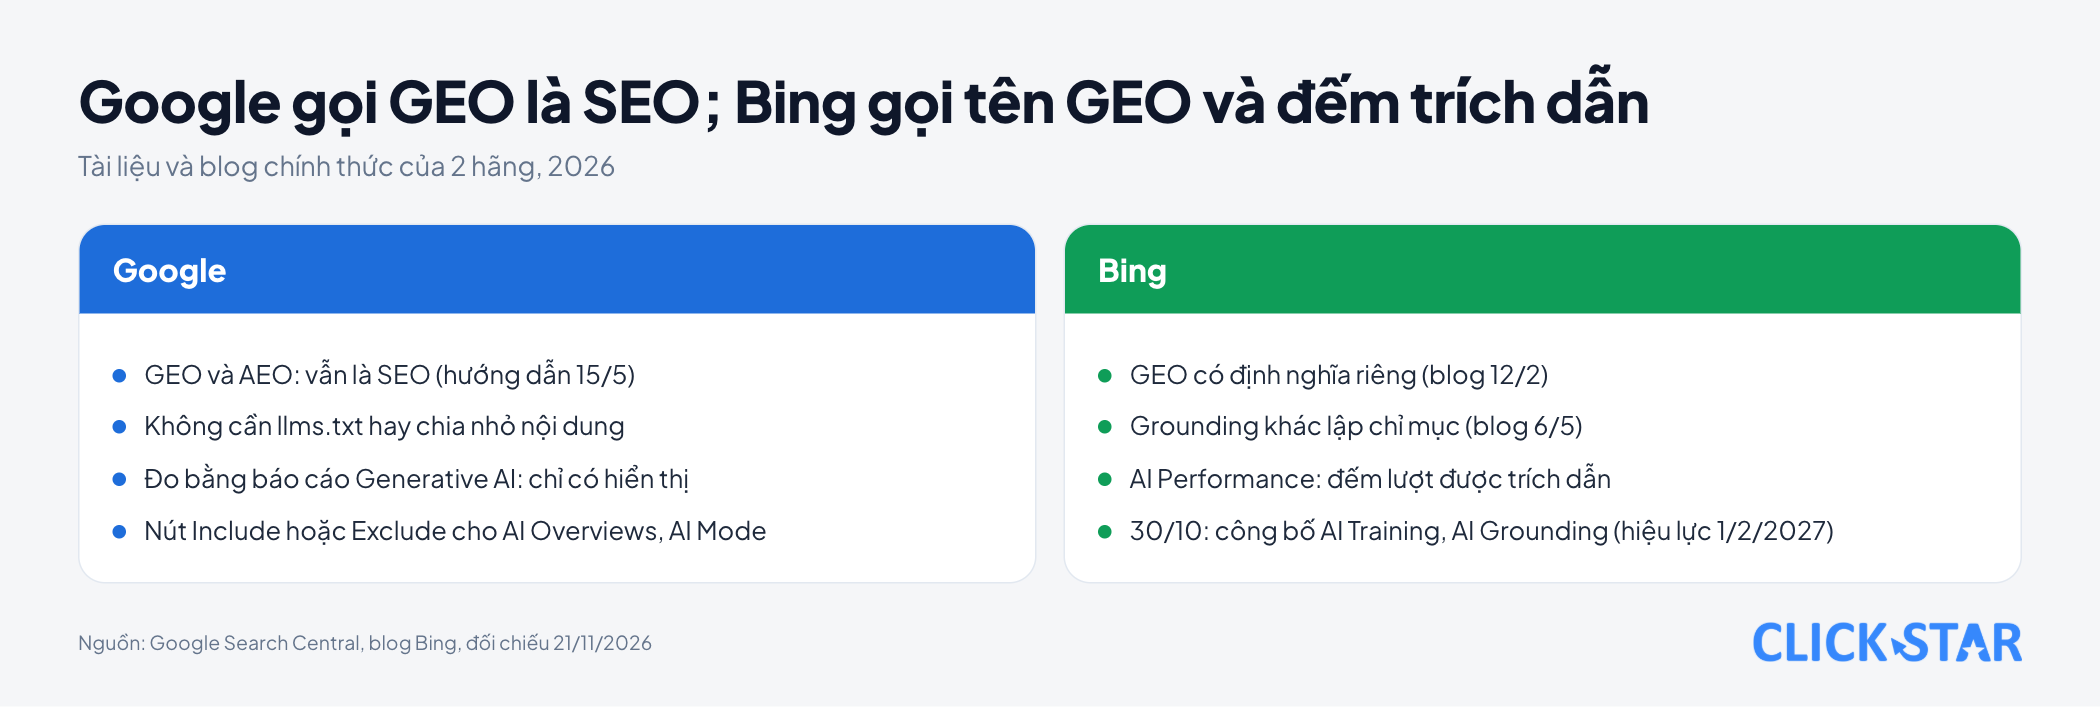 Google gọi GEO là SEO; Bing gọi tên GEO và đếm trích dẫn
Tài liệu và blog chính thức của 2 hãng, 2026
Google
GEO và AEO: vẫn là SEO (hướng dẫn 15/5)
Không cần llms.txt hay chia nhỏ nội dung
Đo bằng báo cáo Generative AI: chỉ có hiển thị
Nút Include hoặc Exclude cho AI Overviews, AI Mode
Bing
GEO có định nghĩa riêng (blog 12/2)
Grounding khác lập chỉ mục (blog 6/5)
AI Performance: đếm lượt được trích dẫn
30/10: công bố AI Training, AI Grounding (hiệu lực 1/2/2027)
Nguồn: Google Search Central, blog Bing, đối chiếu 21/11/2026
CLICK STAR